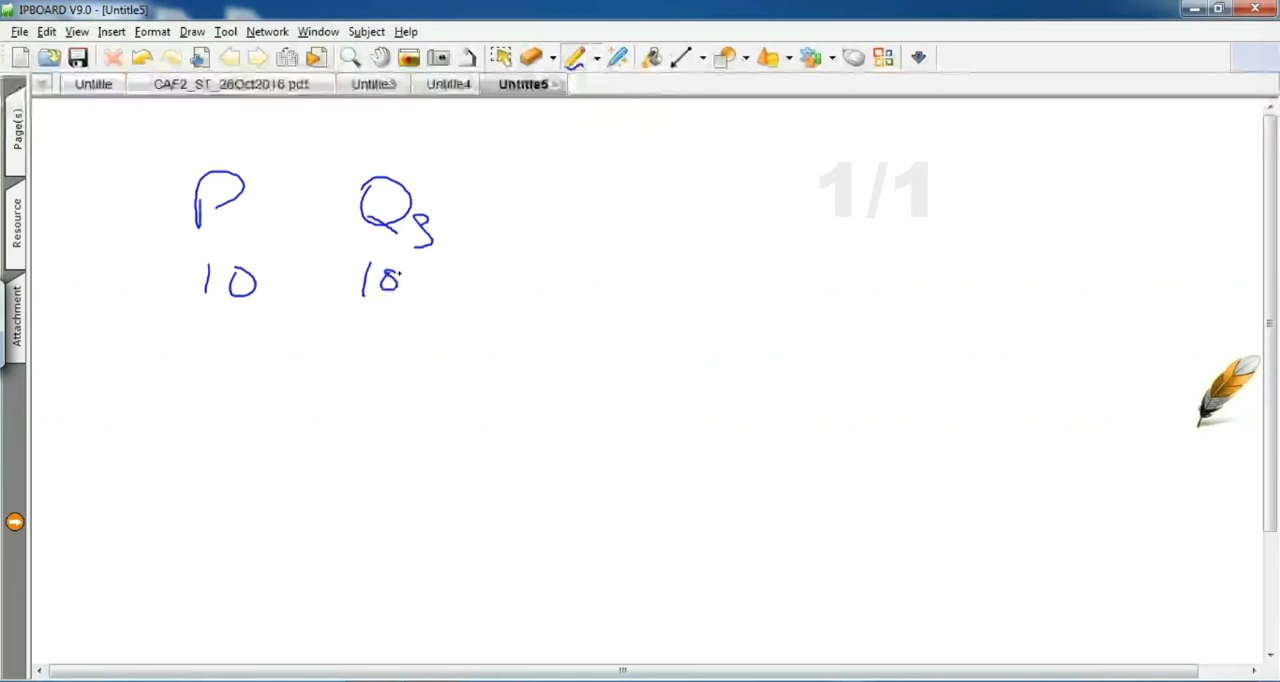 IPBOARD V9.0 - [Untitle5]
File Edit View Insert Format Draw Tool Network Window Subject Help
Untitle CAF2_ST_26Oct2016 pdf Untitle3 Untitle4 Untitle5
Page(s)
Resource
Attachment
1/1
P Qs
10 10